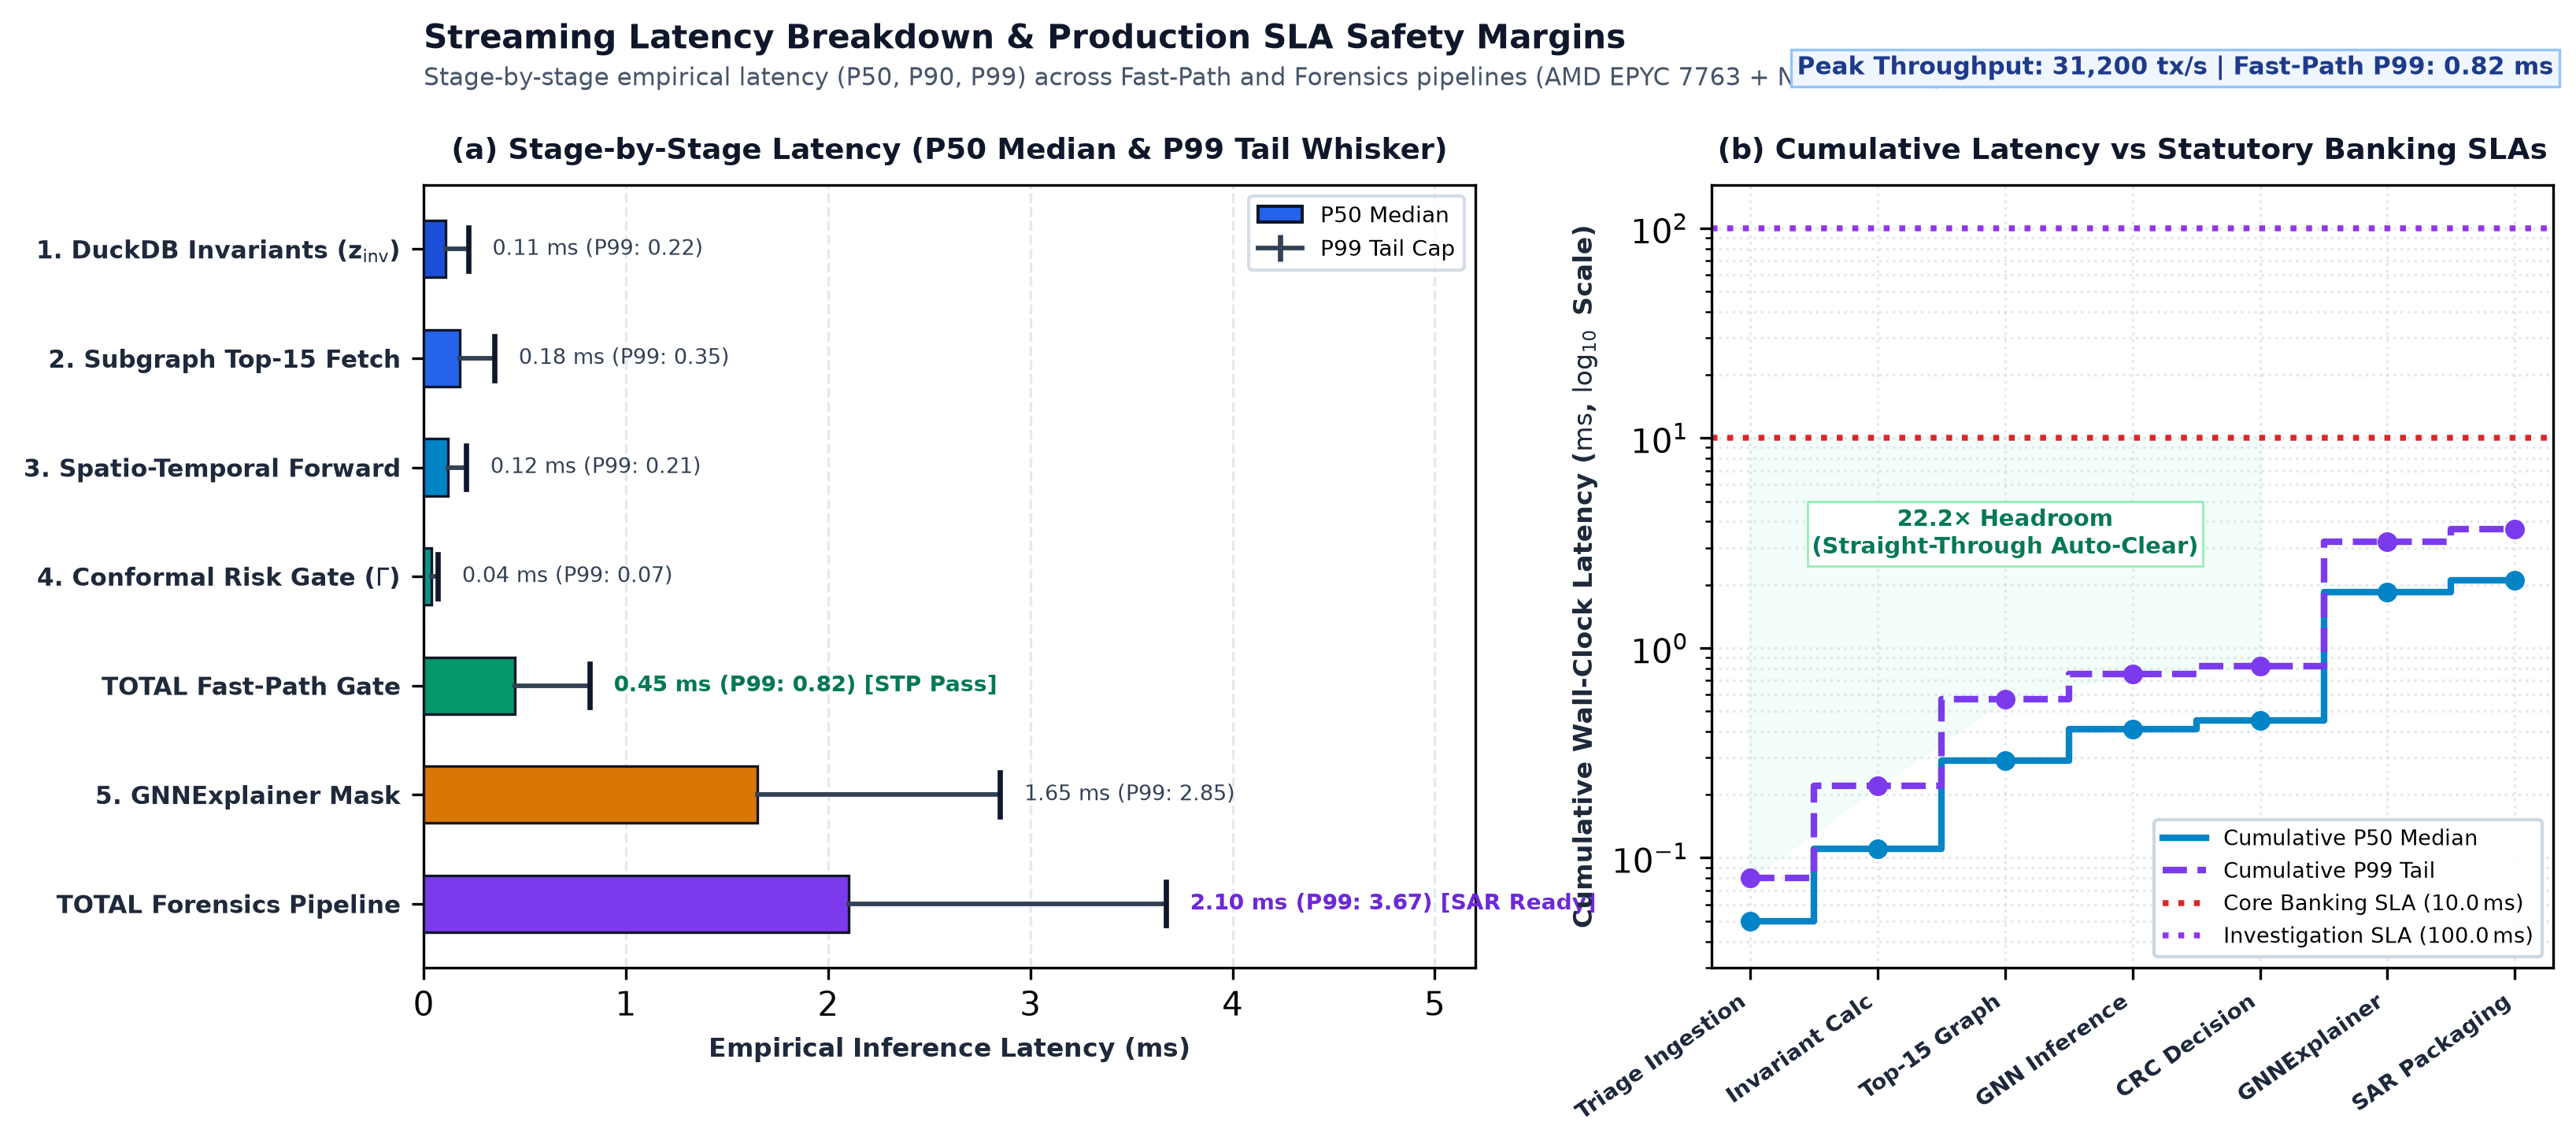 Streaming Latency Breakdown & Production SLA Safety Margins
Stage-by-stage empirical latency (P50, P90, P99) across Fast-Path and Forensics pipelines (AMD EPYC 7763 +
Peak Throughput: 31,200 tx/s | Fast-Path P99: 0.82 ms
(a) Stage-by-Stage Latency (P50 Median & P99 Tail Whisker)
P50 Median
P99 Tail Cap
1. DuckDB Invariants (z_inv)
0.11 ms (P99: 0.22)
2. Subgraph Top-15 Fetch
0.18 ms (P99: 0.35)
3. Spatio-Temporal Forward
0.12 ms (P99: 0.21)
4. Conformal Risk Gate (Γ)
0.04 ms (P99: 0.07)
TOTAL Fast-Path Gate
0.45 ms (P99: 0.82) [STP Pass]
5. GNNExplainer Mask
1.65 ms (P99: 2.85)
TOTAL Forensics Pipeline
2.10 ms (P99: 3.67) [SAR Ready]
0 1 2 3 4 5
Empirical Inference Latency (ms)
(b) Cumulative Latency vs Statutory Banking SLAs
Cumulative Wall-Clock Latency (ms, log₁₀ Scale)
10²
10¹
10⁰
10⁻¹
22.2× Headroom
(Straight-Through Auto-Clear)
Cumulative P50 Median
Cumulative P99 Tail
Core Banking SLA (10.0 ms)
Investigation SLA (100.0 ms)
Triage Ingestion
Invariant Calc
Top-15 Graph
GNN Inference
CRC Decision
GNNExplainer
SAR Packaging